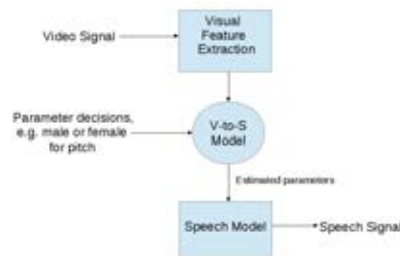 Visual
Feature
Extraction
Video Signal
Parameter decisions,
e.g. male or female
for pitch
V-to-S
Model
Estimated parameters
Speech Model
Speech Signal